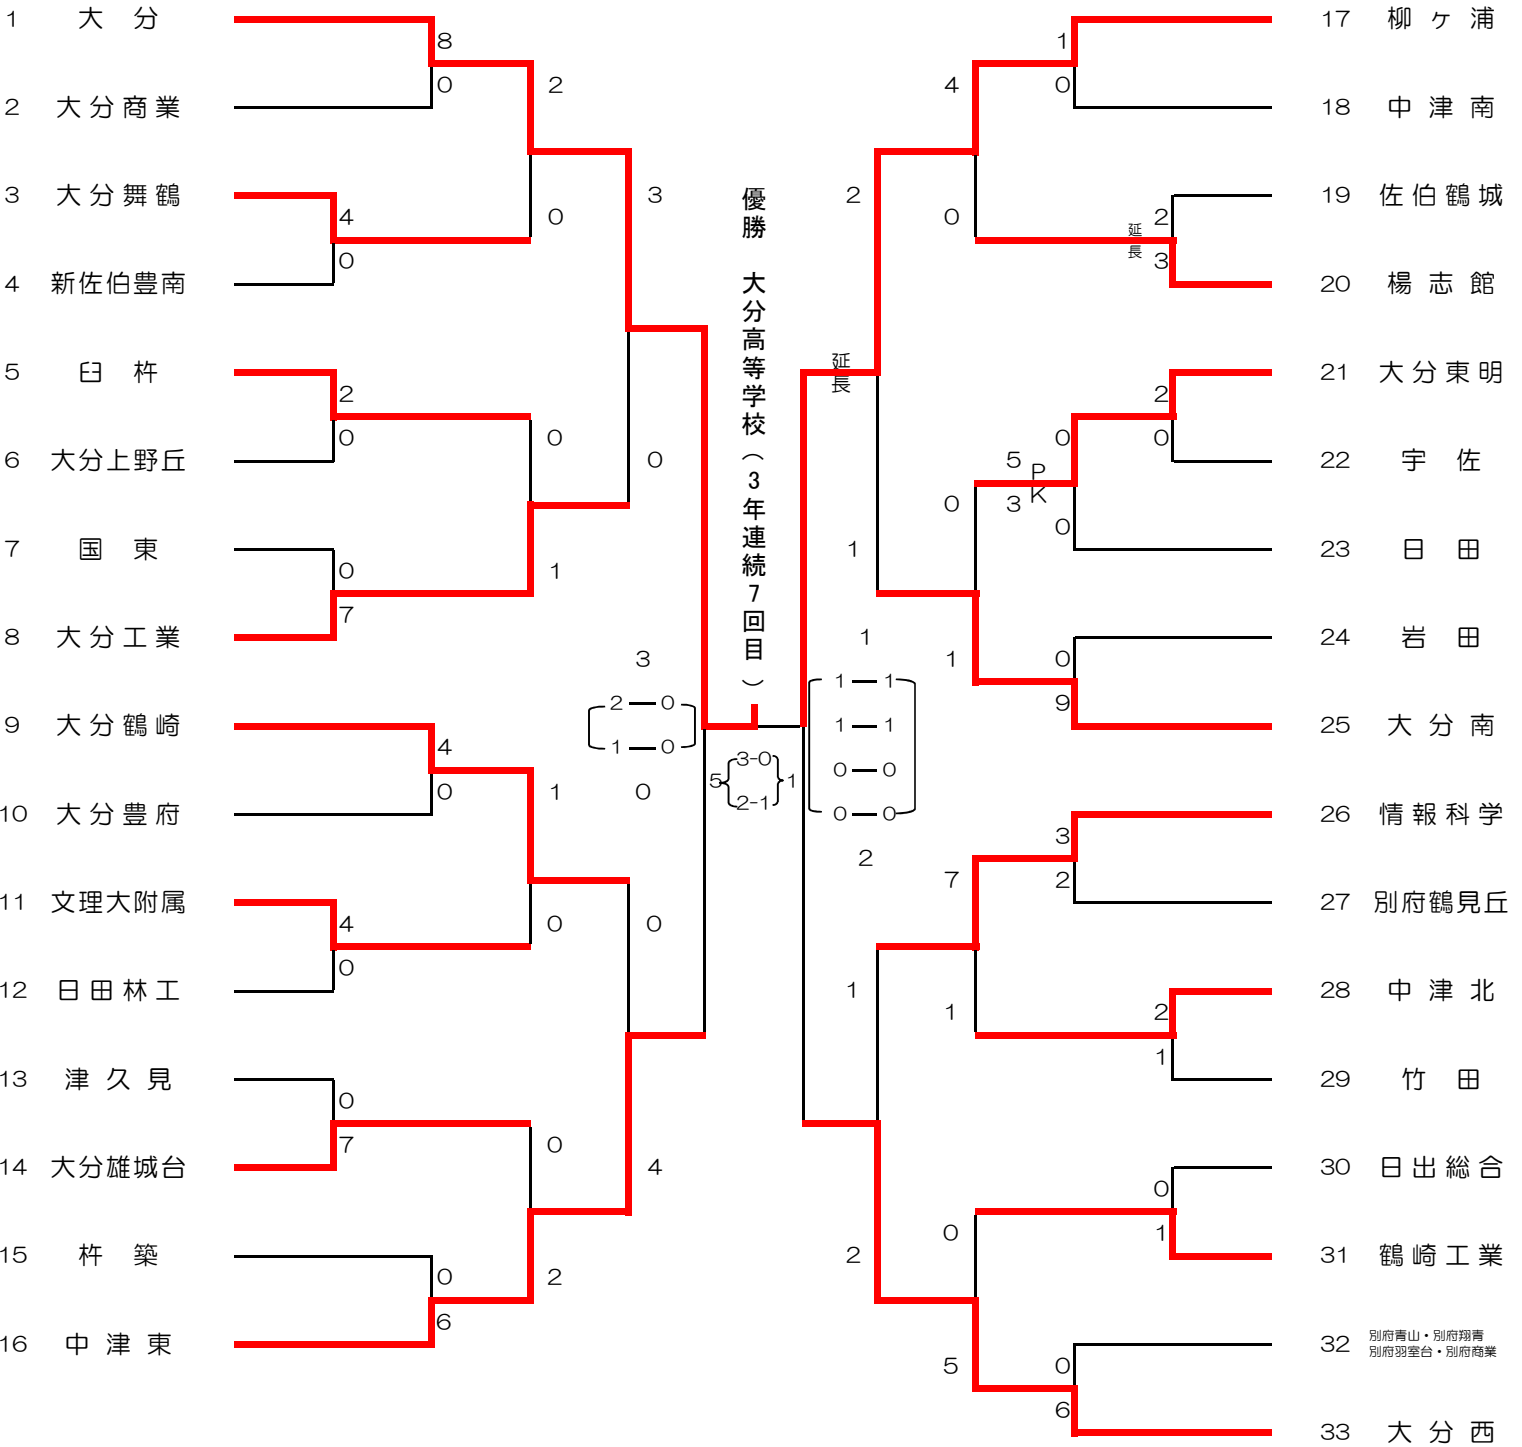 1 大分
8
0
2 大分商業
2
3 大分舞鶴
4
0
4 新佐伯豊南
0
3
5 臼杵
2
0
6 大分上野丘
0
7 国東
0
7
8 大分工業
1
0
9 大分鶴崎
4
0
10 大分豊府
1
11 文理大附属
4
0
12 日田林工
0
0
13 津久見
0
7
14 大分雄城台
0
15 杵築
0
6
16 中津東
2
4
3
2 — 0
1 — 0
0
優勝 大分高等学校(3年連続7回目)
5 3-0 1
2-1
1
1 — 1
1 — 1
0 — 0
0 — 0
2
延長
17 柳ヶ浦
1
0
18 中津南
4
19 佐伯鶴城
2
延長
3
20 楊志館
0
2
21 大分東明
2
0
22 宇佐
0
5 PK
3
0
23 日田
0
24 岩田
0
9
25 大分南
1
1
26 情報科学
3
2
27 別府鶴見丘
7
28 中津北
2
1
29 竹田
1
1
30 日出総合
0
1
31 鶴崎工業
0
32 別府青山・別府翔青
別府羽室台・別府商業
0
6
33 大分西
5
2